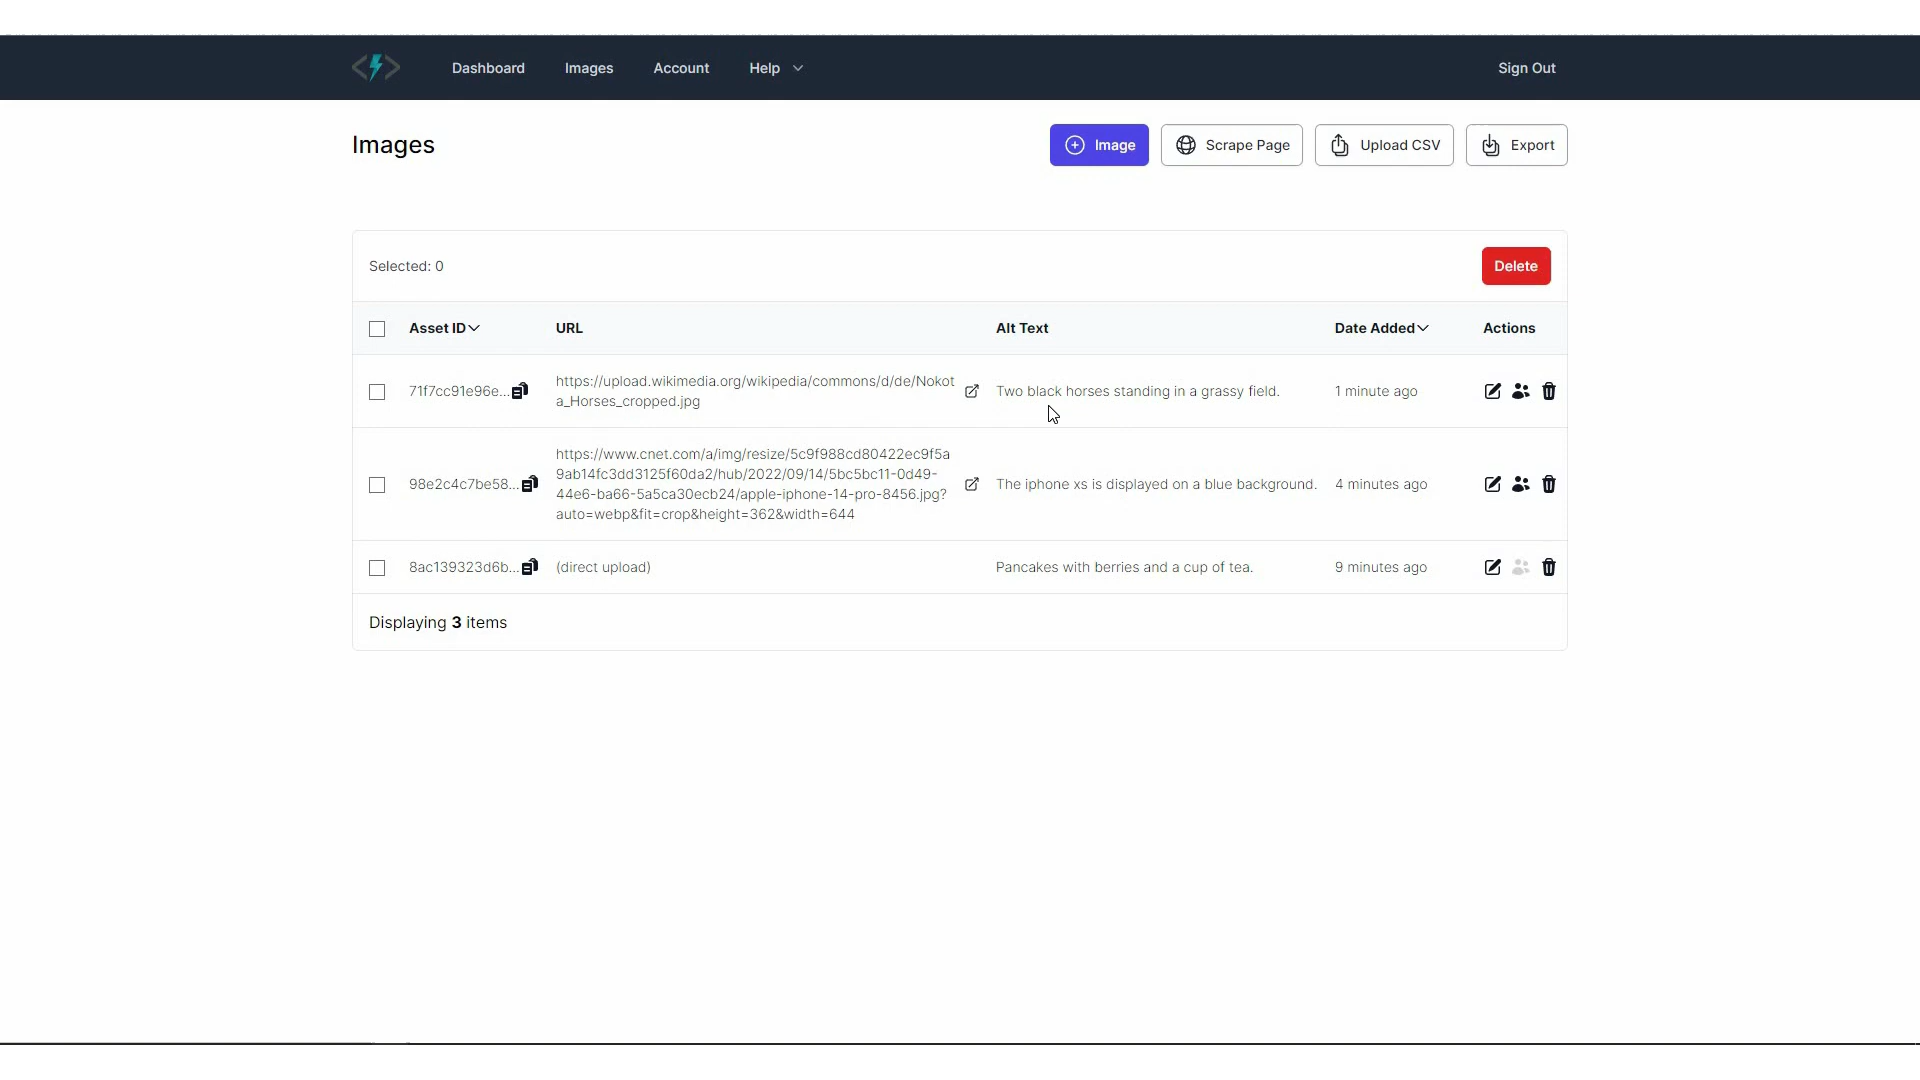 Dashboard Images Account Help Sign Out
Images
Image Scrape Page Upload CSV Export
Selected: 0 Delete
Asset ID URL Alt Text Date Added Actions
https://upload.wikimedia.org/wikipedia/commons/d/de/Nokot
71f7cc91e96e... Two black horses standing in a grassy field. 1 minute ago
a_Horses_cropped.jpg
https://www.cnet.com/a/img/resize/5c9f988cd80422ec9f5a
9ab14fc3dd3125f60da2/hub/2022/09/14/5bc5bc11-0d49-
98e2c4c7be58... The iphone xs is displayed on a blue background. 4 minutes ago
44e6-ba66-5a5ca30ecb24/apple-iphone-14-pro-8456.jpg?
auto=webp&fit=crop&height=362&width=644
8ac139323d6b... (direct upload) Pancakes with berries and a cup of tea. 9 minutes ago
Displaying 3 items